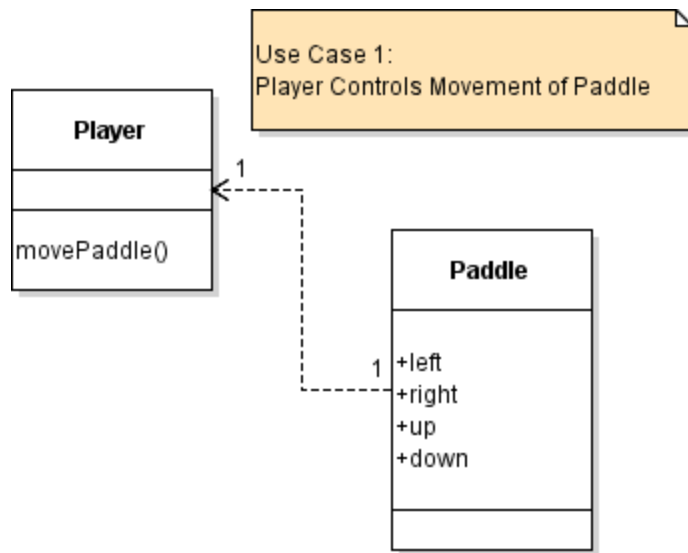 Use Case 1:
Player Controls Movement of Paddle
Player
1
movePaddle()
Paddle
1
+left
+right
+up
+down